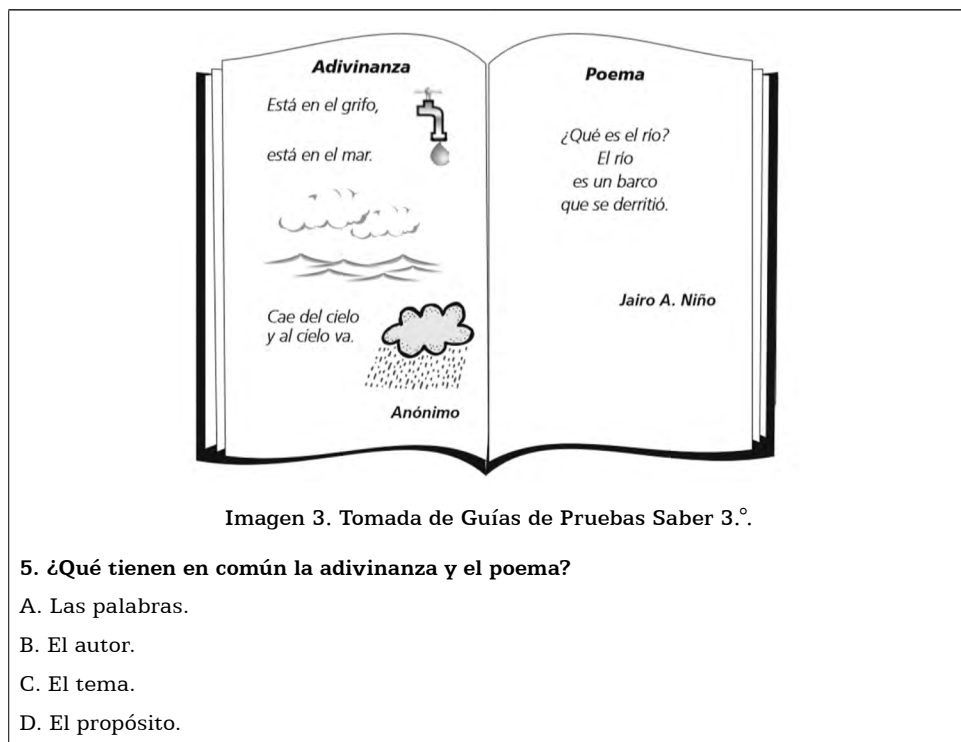 Adivinanza
Está en el grifo,
está en el mar.
Cae del cielo
y al cielo va.
Anónimo
Poema
¿Qué es el río?
El río
es un barco
que se derritió.
Jairo A. Niño
Imagen 3. Tomada de Guías de Pruebas Saber 3.°.
5. ¿Qué tienen en común la adivinanza y el poema?
A. Las palabras.
B. El autor.
C. El tema.
D. El propósito.